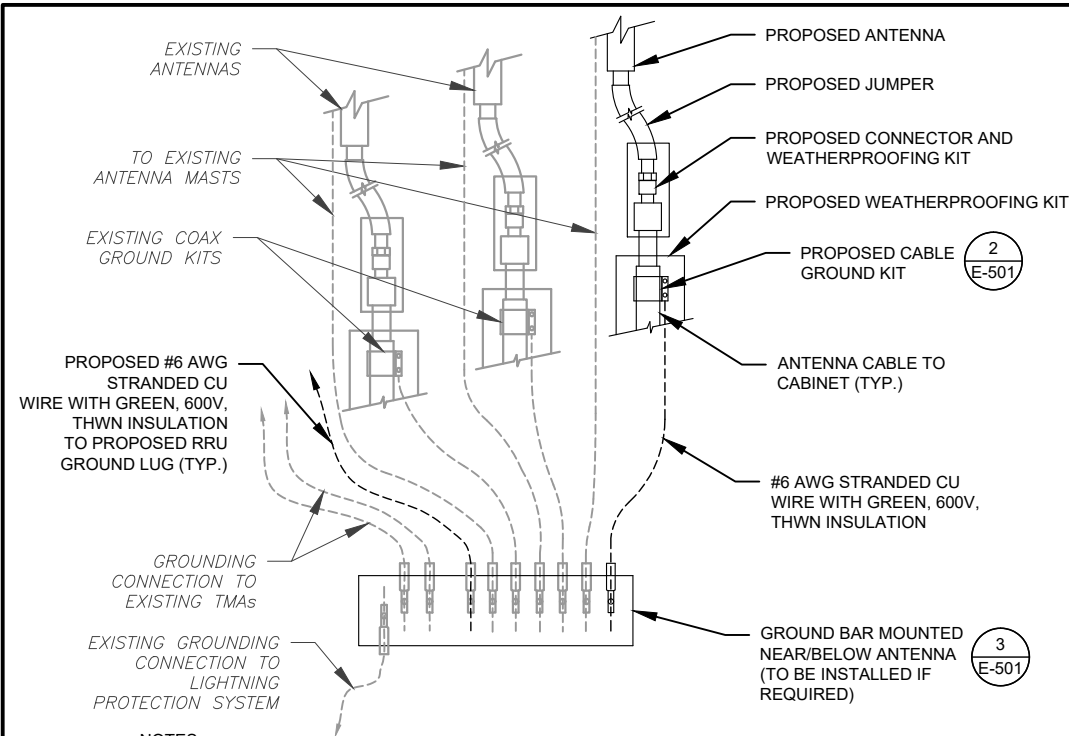 EXISTING
ANTENNAS
TO EXISTING
ANTENNA MASTS
EXISTING COAX
GROUND KITS
PROPOSED #6 AWG
STRANDED CU
WIRE WITH GREEN, 600V,
THWN INSULATION
TO PROPOSED RRU
GROUND LUG (TYP.)
GROUNDING
CONNECTION TO
EXISTING TMAs
EXISTING GROUNDING
CONNECTION TO
LIGHTNING
PROTECTION SYSTEM
PROPOSED ANTENNA
PROPOSED JUMPER
PROPOSED CONNECTOR AND
WEATHERPROOFING KIT
PROPOSED WEATHERPROOFING KIT
PROPOSED CABLE
GROUND KIT
2
E-501
ANTENNA CABLE TO
CABINET (TYP.)
#6 AWG STRANDED CU
WIRE WITH GREEN, 600V,
THWN INSULATION
GROUND BAR MOUNTED
NEAR/BELOW ANTENNA
(TO BE INSTALLED IF
REQUIRED)
3
E-501
NOTES